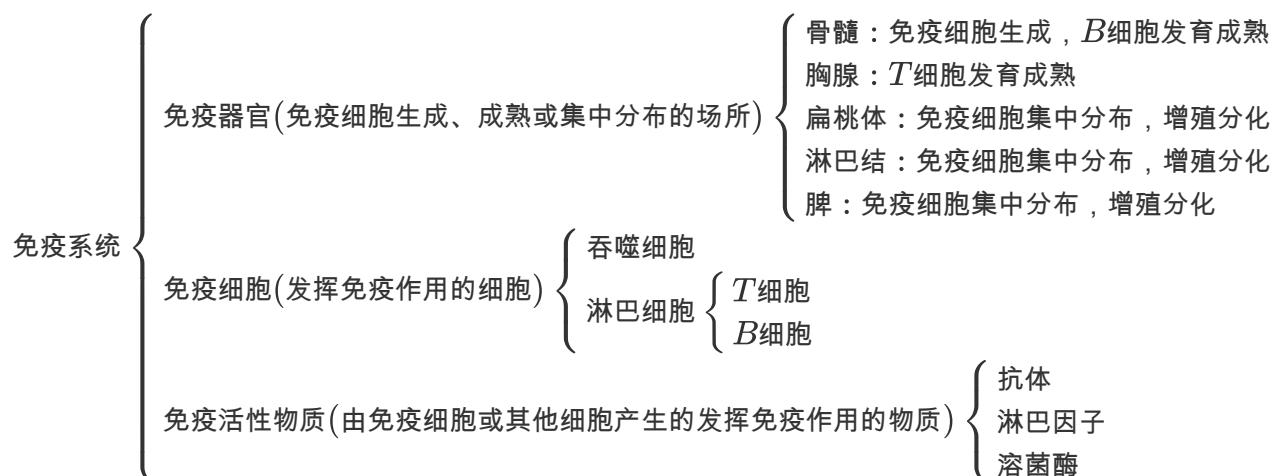 骨髓：免疫细胞生成，B细胞发育成熟
胸腺：T细胞发育成熟
免疫器官(免疫细胞生成、成熟或集中分布的场所)
扁桃体：免疫细胞集中分布，增殖分化
淋巴结：免疫细胞集中分布，增殖分化
脾：免疫细胞集中分布，增殖分化
免疫系统
吞噬细胞
免疫细胞(发挥免疫作用的细胞)
淋巴细胞
T细胞
B细胞
免疫活性物质(由免疫细胞或其他细胞产生的发挥免疫作用的物质)
抗体
淋巴因子
溶菌酶